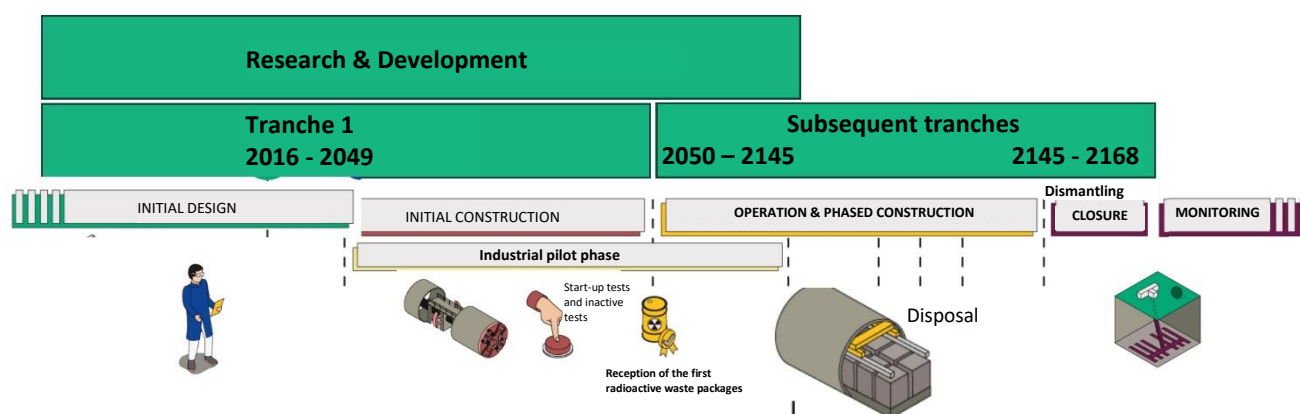 Research & Development
Tranche 1
2016 - 2049
Subsequent tranches
2050 – 2145
2145 - 2168
INITIAL DESIGN
INITIAL CONSTRUCTION
OPERATION & PHASED CONSTRUCTION
Dismantling
CLOSURE
MONITORING
Industrial pilot phase
Start-up tests
and inactive
tests
Reception of the first
radioactive waste packages
Disposal